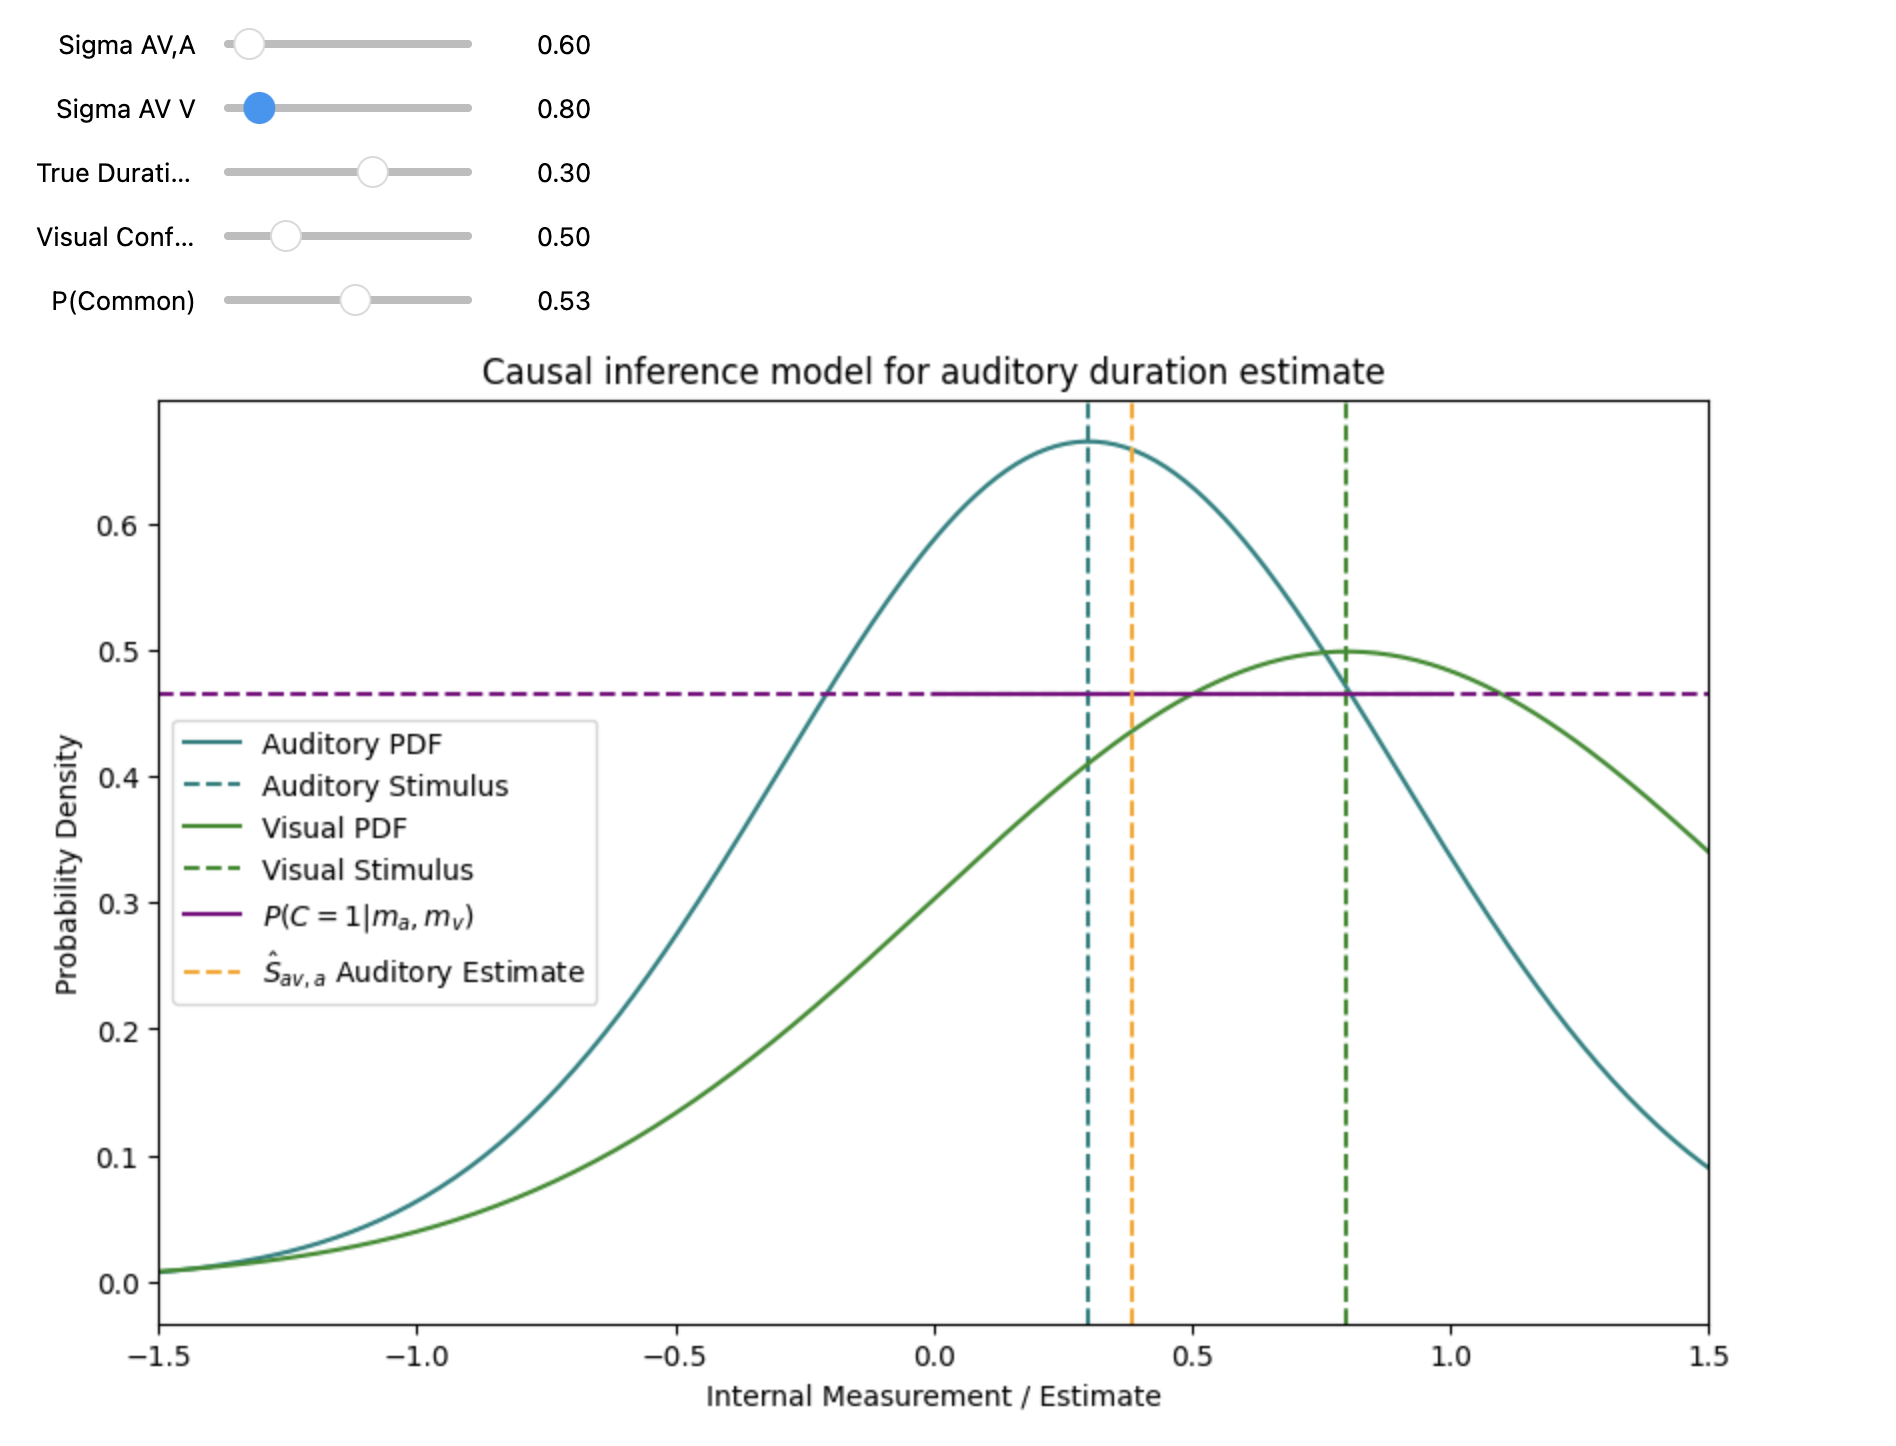 Sigma AV,A 0.60
Sigma AV V 0.80
True Durati... 0.30
Visual Conf... 0.50
P(Common) 0.53
Causal inference model for auditory duration estimate
Probability Density
0.6
0.5
0.4
0.3
0.2
0.1
0.0
Auditory PDF
Auditory Stimulus
Visual PDF
Visual Stimulus
P(C = 1|mₐ, mᵥ)
Ŝ_{av, a} Auditory Estimate
−1.5 −1.0 −0.5 0.0 0.5 1.0 1.5
Internal Measurement / Estimate